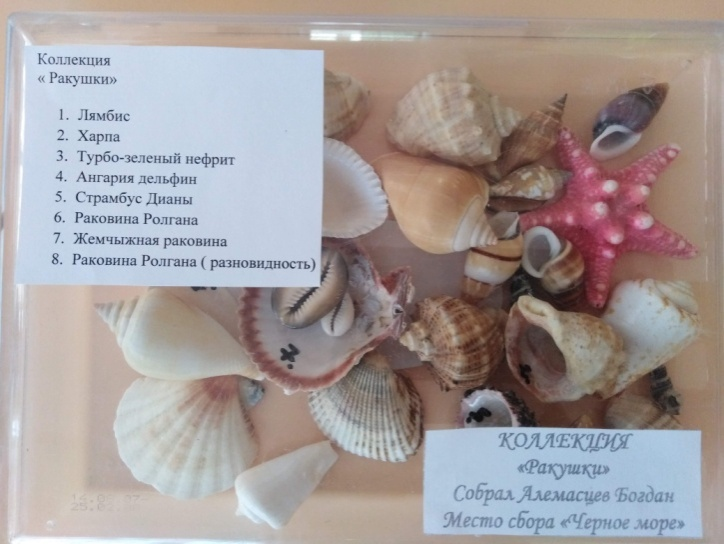 Коллекция
« Ракушки»
1. Лямбис
2. Харпа
3. Турбо-зеленый нефрит
4. Ангария дельфин
5. Страмбус Дианы
6. Раковина Ролгана
7. Жемчыжная раковина
8. Раковина Ролгана ( разновидность)
КОЛЛЕКЦИЯ
«Ракушки»
Собрал Алемасцев Богдан
Место сбора «Черное море»